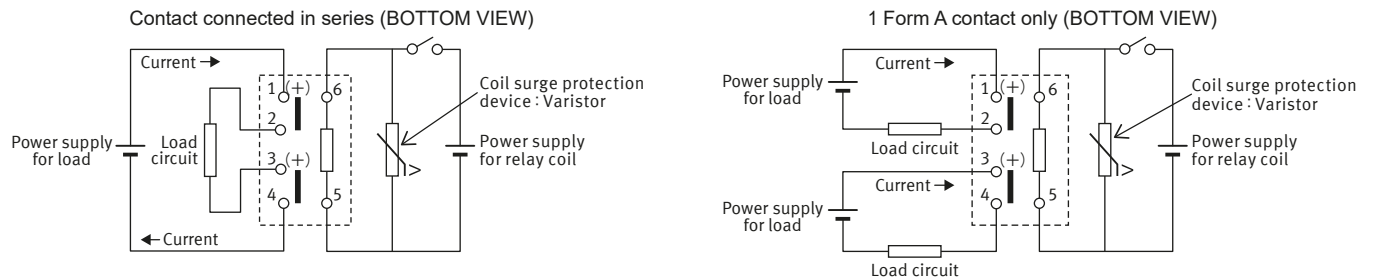 Contact connected in series (BOTTOM VIEW)
Current
1 (+) 6
2
Power supply
for load
Load
circuit
3 (+)
4 5
Current
Coil surge protection
device : Varistor
Power supply
for relay coil
1 Form A contact only (BOTTOM VIEW)
Current
Power supply
for load
1 (+) 6
2
Load circuit
3 (+)
Current
4 5
Power supply
for load
Load circuit
Coil surge protection
device : Varistor
Power supply
for relay coil